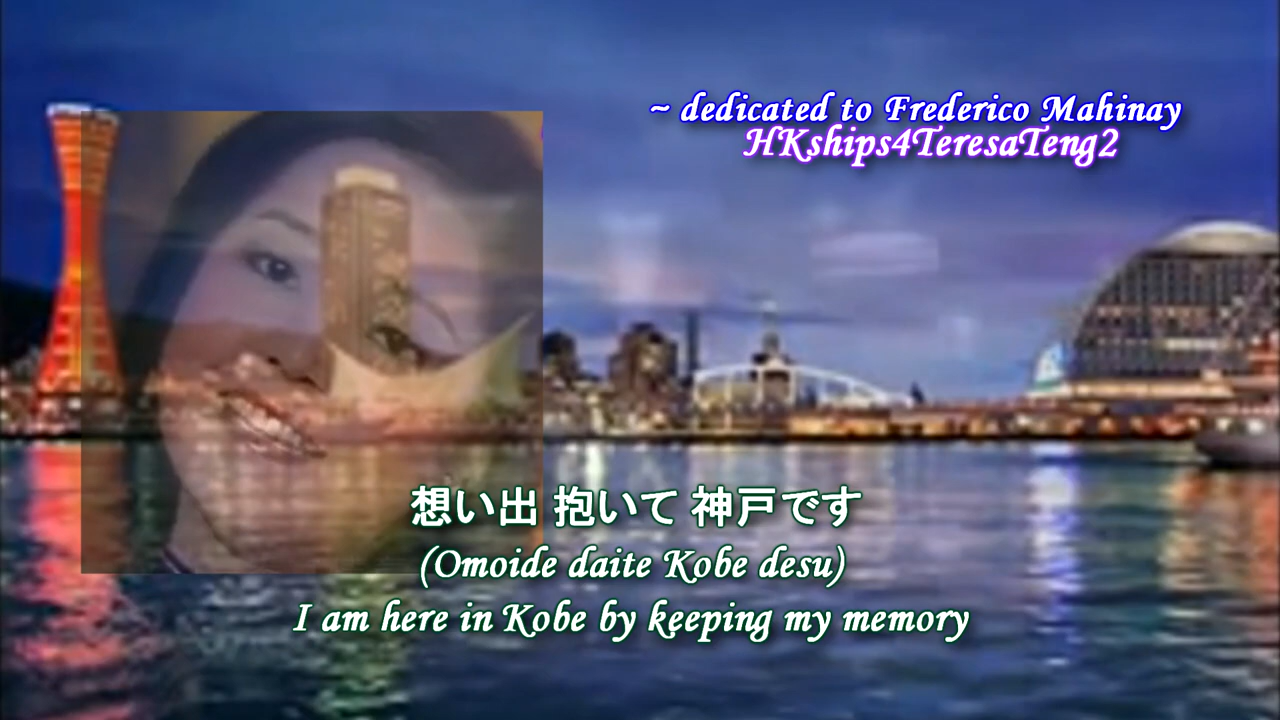 ~ dedicated to Frederico Mahinay
HKships4TeresaTeng2
想い出 抱いて 神戸です
(Omoide daite Kobe desu)
I am here in Kobe by keeping my memory